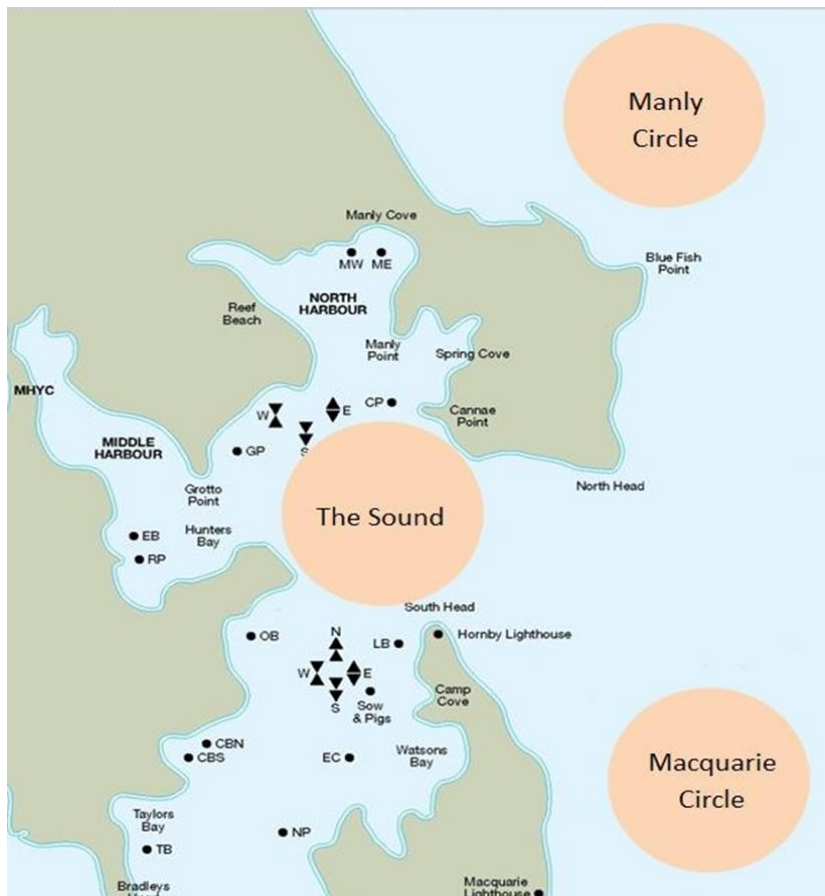 Manly
Circle
Manly Cove
MW ME
Blue Fish
Point
NORTH
HARBOUR
Reef
Beach
Manly
Point
Spring Cove
MHYC
W
E
CP
Cannae
Point
S
MIDDLE
HARBOUR
GP
Grotto
Point
North Head
The Sound
EB
Hunters
Bay
RP
South Head
N
OB
LB
Hornby Lighthouse
W
E
S
Sow
& Pigs
Camp
Cove
CBN
CBS
EC
Watsons
Bay
Macquarie
Circle
Taylors
Bay
NP
TB
Bradleys
Macquarie
Lighthouse